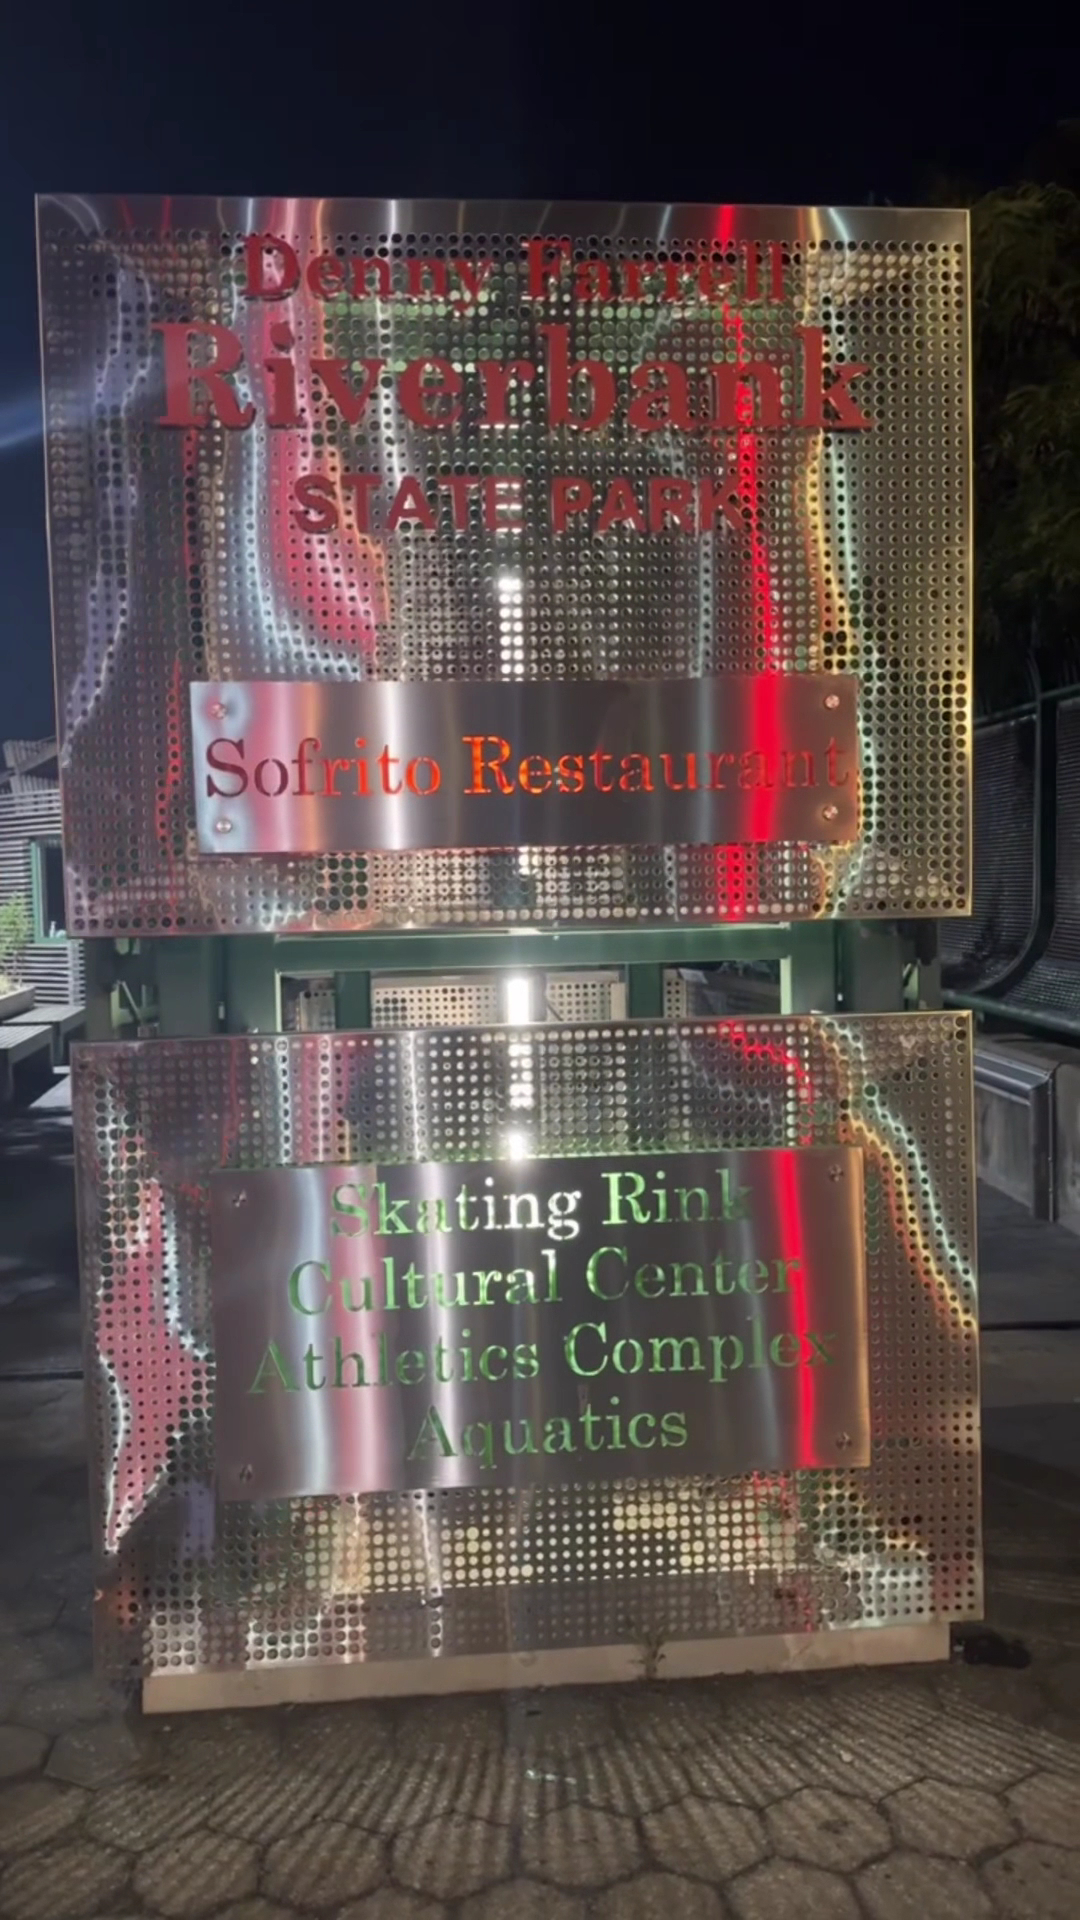 Denny Farrell
Riverbank
STATE PARK
Sofrito Restaurant
Skating Rink
Cultural Center
Athletics Complex
Aquatics